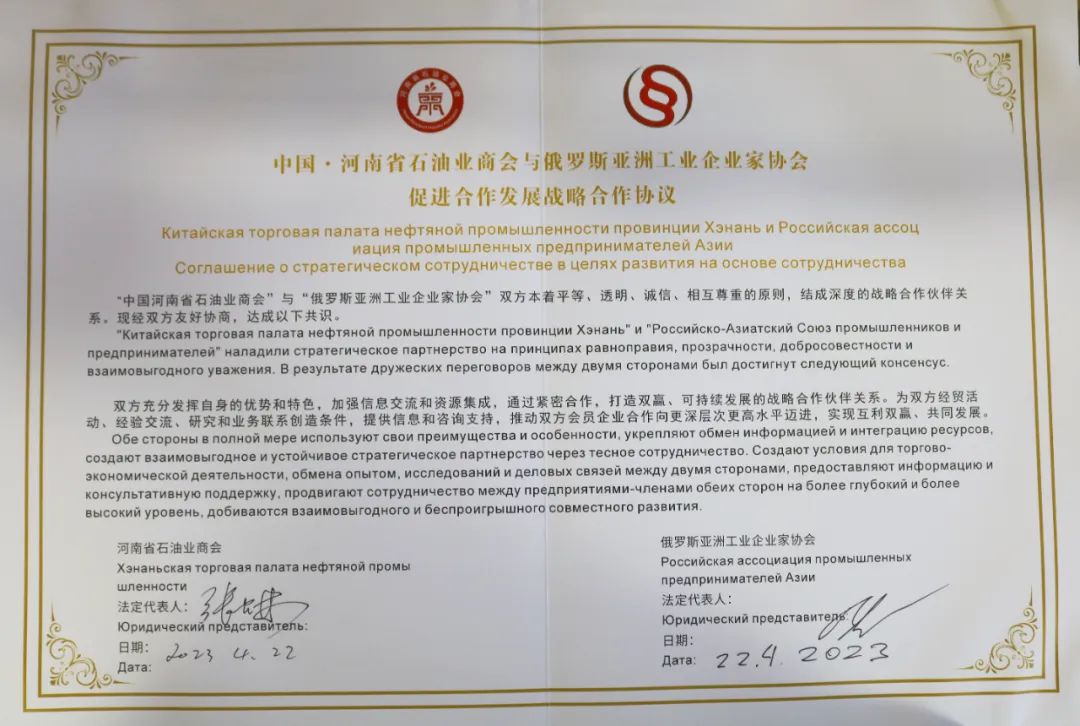 中国·河南省石油业商会与俄罗斯亚洲工业企业家协会
促进合作发展战略合作协议
Китайская торговая палата нефтяной промышленности провинции Хэнань и Российская ассоц
иация промышленных предпринимателей Азии
Соглашение о стратегическом сотрудничестве в целях развития на основе сотрудничества
“中国河南省石油业商会”与“俄罗斯亚洲工业企业家协会”双方本着平等、透明、诚信、相互尊重的原则，结成深度的战略合作伙伴关
系。现经双方友好协商，达成以下共识。
"Китайская торговая палата нефтяной промышленности провинции Хэнань" и "Российско-Азиатский Союз промышленников и
предпринимателей" наладили стратегическое партнерство на принципах равноправия, прозрачности, добросовестности и
взаимовыгодного уважения. В результате дружеских переговоров между двумя сторонами был достигнут следующий консенсус.
双方充分发挥自身的优势和特色，加强信息交流和资源集成，通过紧密合作，打造双赢、可持续发展的战略合作伙伴关系。为双方经贸活
动、经验交流、研究和业务联系创造条件，提供信息和咨询支持，推动双方会员企业合作向更深层次更高水平迈进，实现互利双赢、共同发展。
Обе стороны в полной мере используют свои преимущества и особенности, укрепляют обмен информацией и интеграцию ресурсов,
создают взаимовыгодное и устойчивое стратегическое партнерство через тесное сотрудничество. Создают условия для торгово-
экономической деятельности, обмена опытом, исследований и деловых связей между двумя сторонами, предоставляют информацию и
консультативную поддержку, продвигают сотрудничество между предприятиями-членами обеих сторон на более глубокий и более
высокий уровень, добиваются взаимовыгодного и беспроигрышного совместного развития.
河南省石油业商会
Хэнаньская торговая палата нефтяной промы
шленности
法定代表人：
Юридический представитель:
日期：
2023 4. 22
Дата:
俄罗斯亚洲工业企业家协会
Российская ассоциация промышленных
предпринимателей Азии
法定代表人：
Юридический представитель:
日期：
Дата: 22.4. 2023